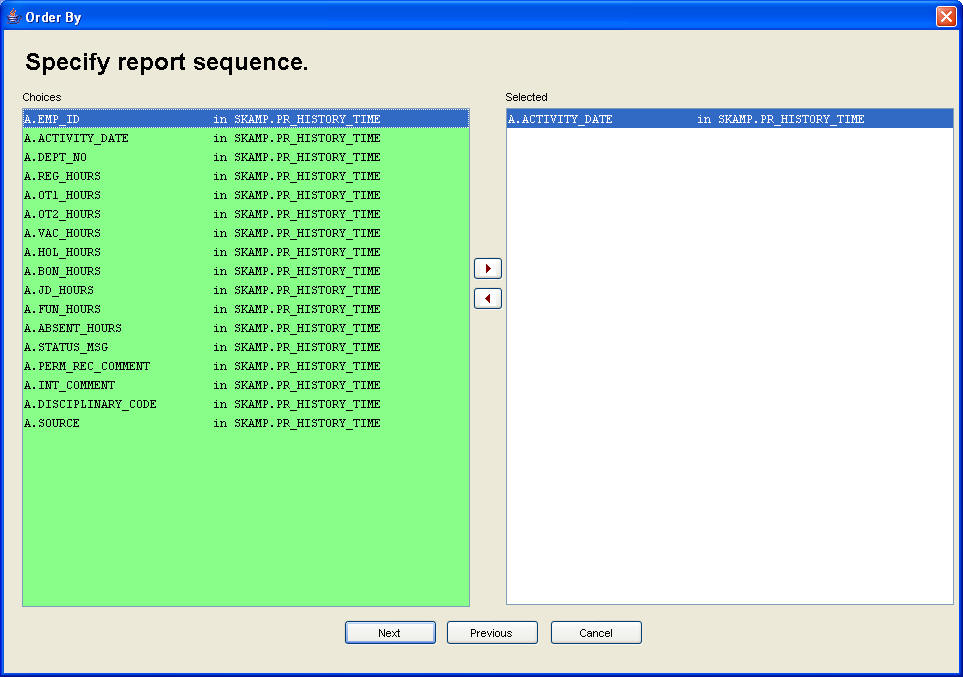 Order By
Specify report sequence.
Choices
A.EMP_ID in SKAMP.PR_HISTORY_TIME
A.ACTIVITY_DATE in SKAMP.PR_HISTORY_TIME
A.DEPT_NO in SKAMP.PR_HISTORY_TIME
A.REG_HOURS in SKAMP.PR_HISTORY_TIME
A.OT1_HOURS in SKAMP.PR_HISTORY_TIME
A.OT2_HOURS in SKAMP.PR_HISTORY_TIME
A.VAC_HOURS in SKAMP.PR_HISTORY_TIME
A.HOL_HOURS in SKAMP.PR_HISTORY_TIME
A.BON_HOURS in SKAMP.PR_HISTORY_TIME
A.JD_HOURS in SKAMP.PR_HISTORY_TIME
A.FUN_HOURS in SKAMP.PR_HISTORY_TIME
A.ABSENT_HOURS in SKAMP.PR_HISTORY_TIME
A.STATUS_MSG in SKAMP.PR_HISTORY_TIME
A.PERM_REC_COMMENT in SKAMP.PR_HISTORY_TIME
A.INT_COMMENT in SKAMP.PR_HISTORY_TIME
A.DISCIPLINARY_CODE in SKAMP.PR_HISTORY_TIME
A.SOURCE in SKAMP.PR_HISTORY_TIME
Selected
A.ACTIVITY_DATE in SKAMP.PR_HISTORY_TIME
Next Previous Cancel